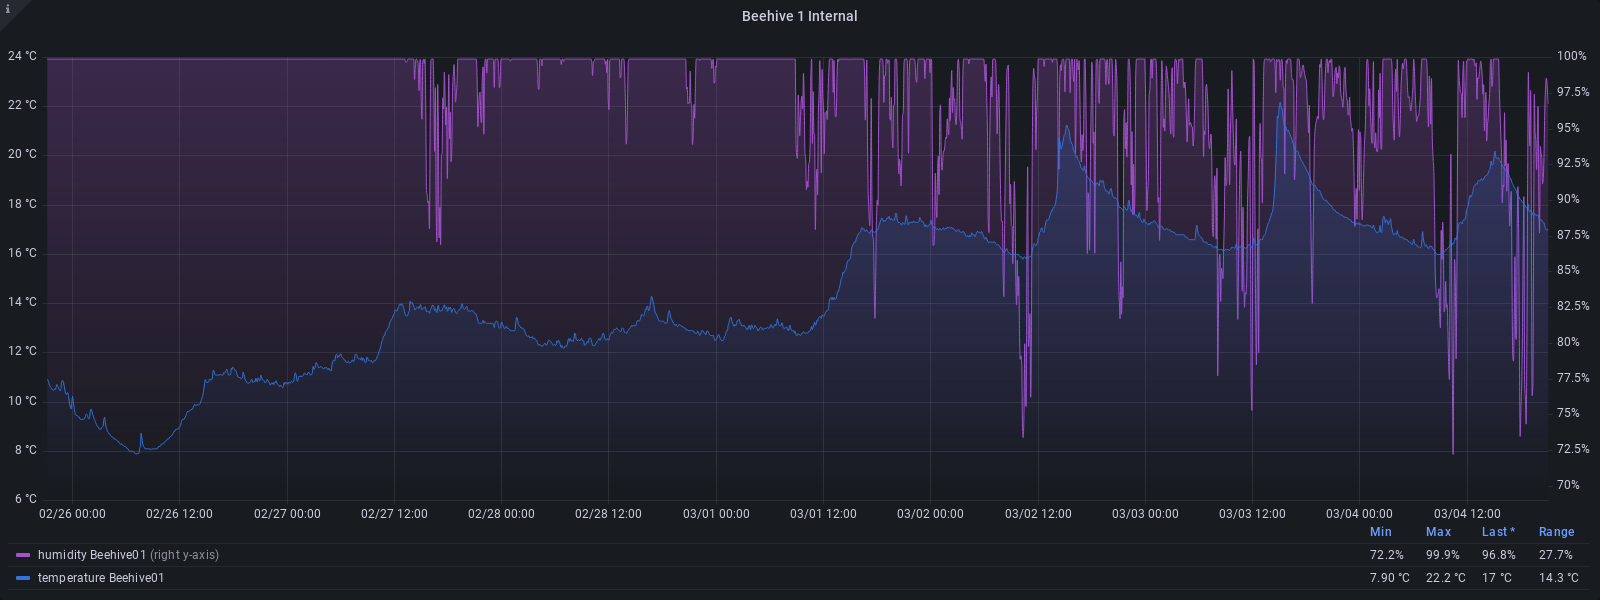 i
Beehive 1 Internal
24 °C 100%
22 °C 97.5%
20 °C 95%
18 °C 92.5%
16 °C 90%
14 °C 87.5%
12 °C 85%
10 °C 82.5%
8 °C 80%
6 °C 77.5%
75%
72.5%
70%
02/26 00:00 02/26 12:00 02/27 00:00 02/27 12:00 02/28 00:00 02/28 12:00 03/01 00:00 03/01 12:00 03/02 00:00 03/02 12:00 03/03 00:00 03/03 12:00 03/04 00:00 03/04 12:00
Min Max Last * Range
humidity Beehive01 (right y-axis) 72.2% 99.9% 96.8% 27.7%
temperature Beehive01 7.90 °C 22.2 °C 17 °C 14.3 °C